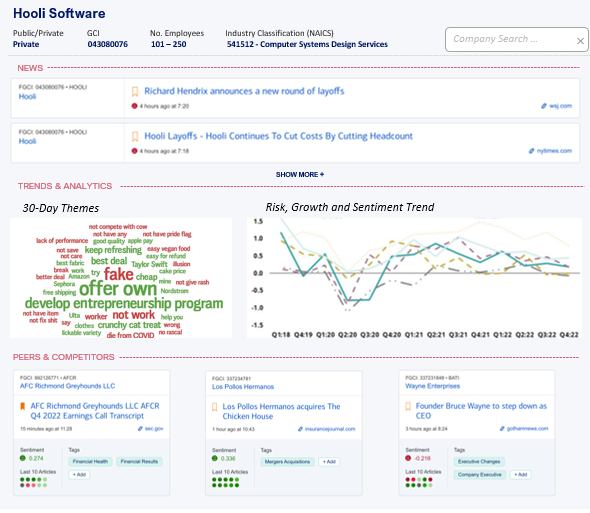 Hooli Software
Public/Private GCI No. Employees Industry Classification (NAICS)
Private 043080076 101 – 250 541512 - Computer Systems Design Services
Company Search ... ×
NEWS
FGCI: 043080076 • HOOLI
Hooli
Richard Hendrix announces a new round of layoffs
4 hours ago at 7:20
wsj.com
FGCI: 043080076 • HOOLI
Hooli
Hooli Layoffs - Hooli Continues To Cut Costs By Cutting Headcount
4 hours ago at 7:18
nytimes.com
SHOW MORE +
TRENDS & ANALYTICS
30-Day Themes
not compete with cow
not have any not have pride flag
lack of performance good quality apple pay
not save keep refreshing easy vegan food
not care easy for refund
best fabric best deal Taylor Swift illusion
break work try fake cheap cake price
better deal Amazon mine not give rash
Sephora offer own Nordstrom
free shipping
develop entrepreneurship program
not have item Ulta worker not work help you
not fix shit say clothes crunchy cat treat wrong
lickable variety die from COVID no rascal
Risk, Growth and Sentiment Trend
1.5
1.0
0.5
0.0
-0.5
-1.0
-1.5
Q1:18 Q4:19 Q1:20 Q2:20 Q3:20 Q4:20 Q1:21 Q2:21 Q3:21 Q4:21 Q1:22 Q2:22 Q3:22 Q4:22
PEERS & COMPETITORS
FGCI: 992126771 • AFCR
AFC Richmond Greyhounds LLC
AFC Richmond Greyhounds LLC AFCR
Q4 2022 Earnings Call Transcript
15 minutes ago at 11:28
sec.gov
Sentiment
0.274
Last 10 Articles
Tags
Financial Health Financial Results
+ Add
FGCI: 337234781
Los Pollos Hermanos
Los Pollos Hermanos acquires The
Chicken House
1 hour ago at 10:43
insurancejournal.com
Sentiment
0.336
Last 10 Articles
Tags
Mergers Acquisitions + Add
FGCI: 337231848 • BATI
Wayne Enterprises
Founder Bruce Wayne to step down as
CEO
3 hours ago at 8:24
gothamnews.com
Sentiment
-0.216
Last 10 Articles
Tags
Executive Changes
Company Executive + Add